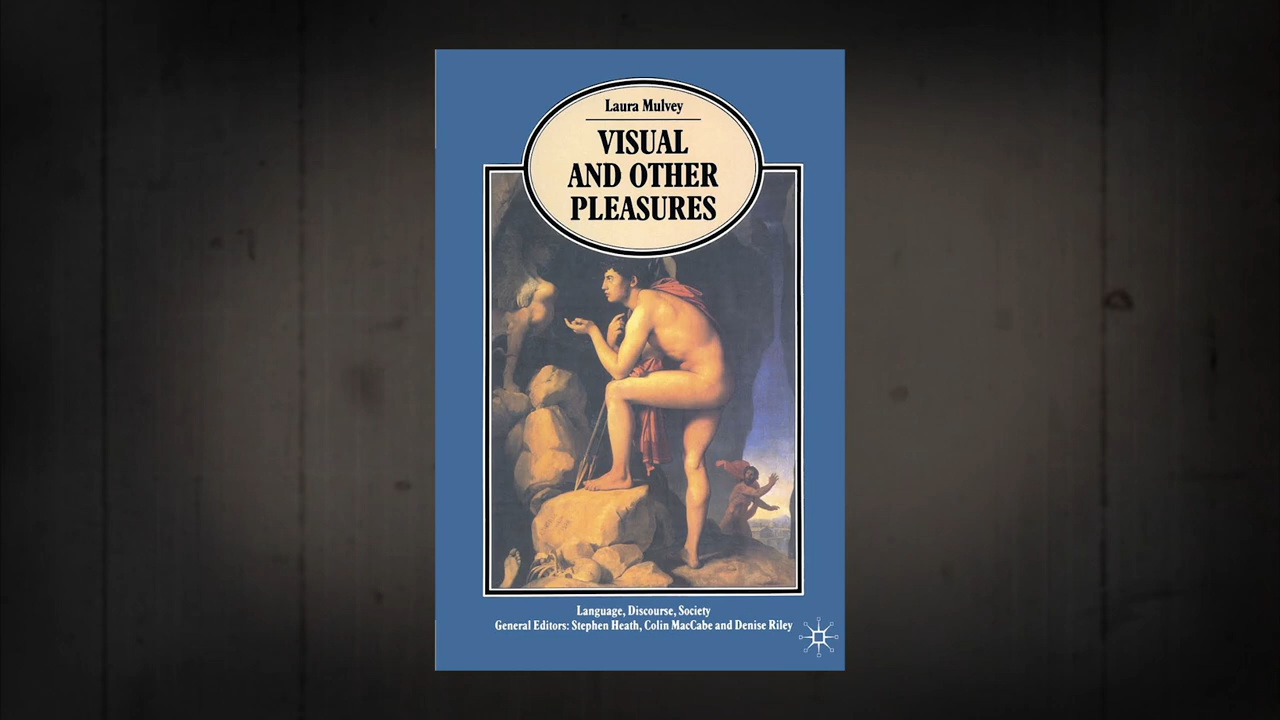 Laura Mulvey
VISUAL
AND OTHER
PLEASURES
Language, Discourse, Society
General Editors: Stephen Heath, Colin MacCabe and Denise Riley